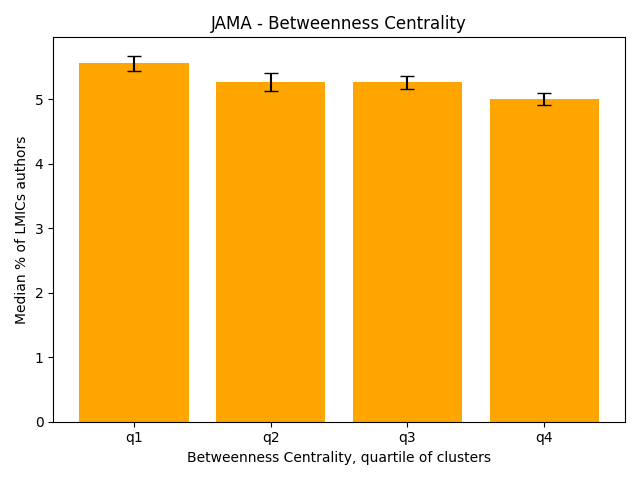 JAMA - Betweenness Centrality
Median % of LMICs authors
5
4
3
2
1
0
q1 q2 q3 q4
Betweenness Centrality, quartile of clusters